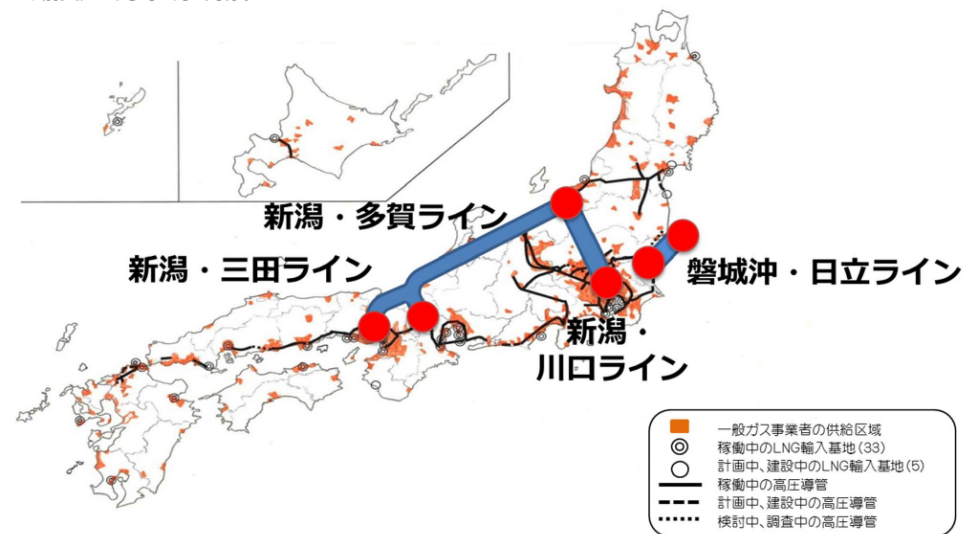 新潟・多賀ライン
新潟・三田ライン
磐城沖・日立ライン
新潟・
川口ライン
一般ガス事業者の供給区域
稼働中のLNG輸入基地(33)
計画中、建設中のLNG輸入基地(5)
稼働中の高圧導管
計画中、建設中の高圧導管
検討中、調査中の高圧導管